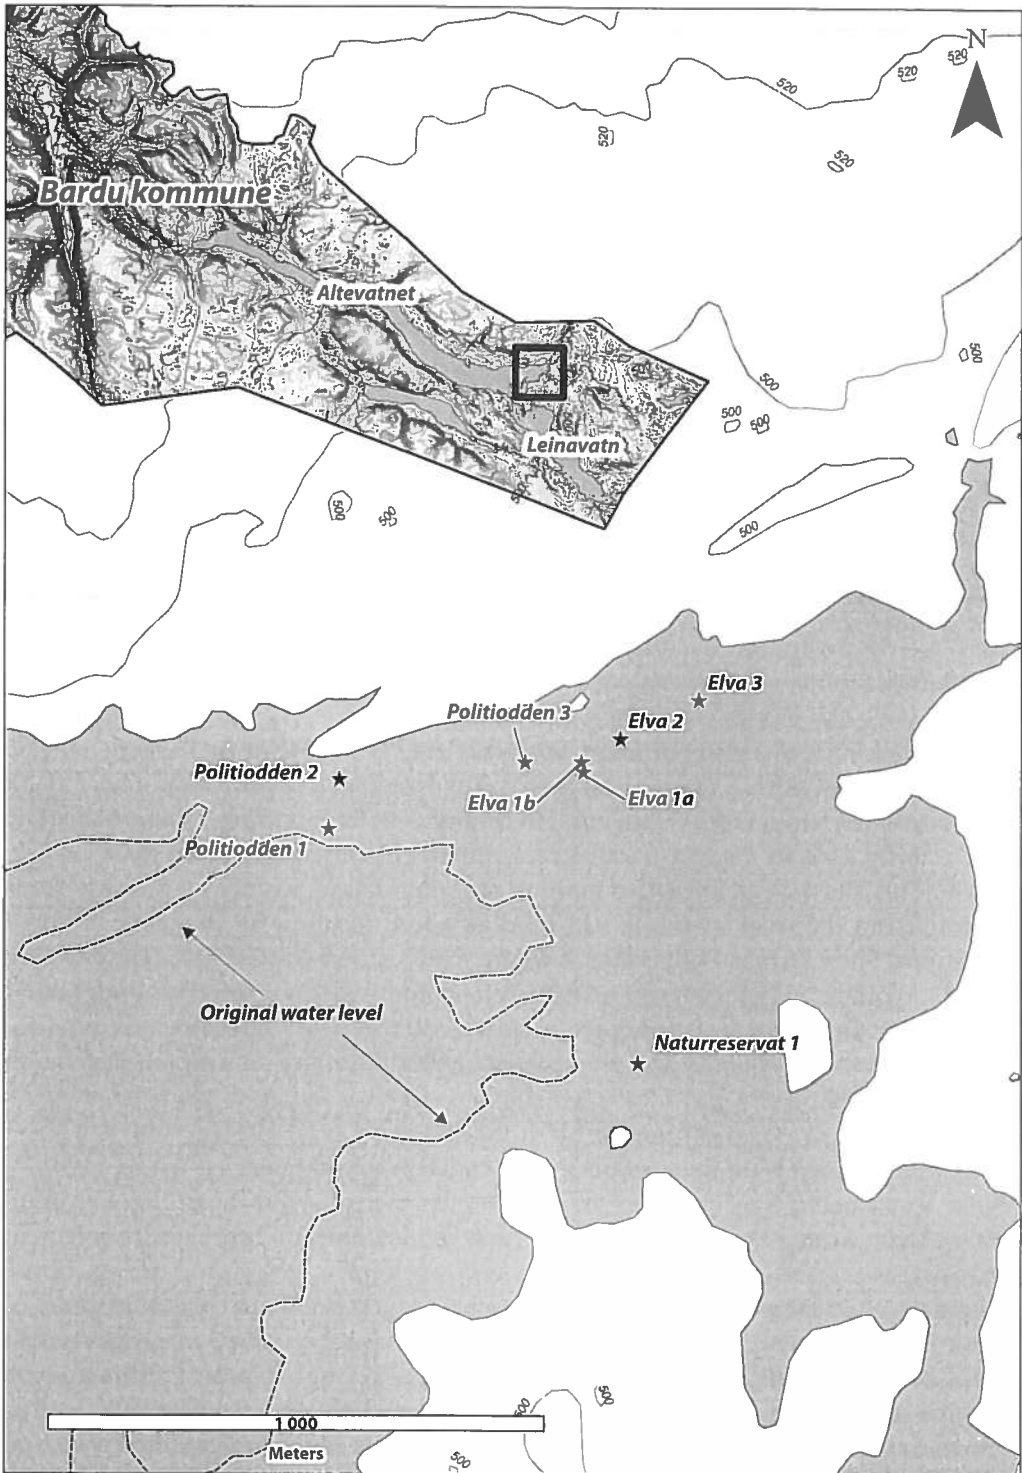 N
520
520
520
520
520
Bardu kommune
Altevatnet
500
500
500
500
Leinavatn
500
500
500
Elva 3
Politiodden 3
Elva 2
Politiodden 2
Elva 1b
Elva 1a
Politiodden 1
Original water level
Naturreservat 1
500
500
1 000
Meters
500